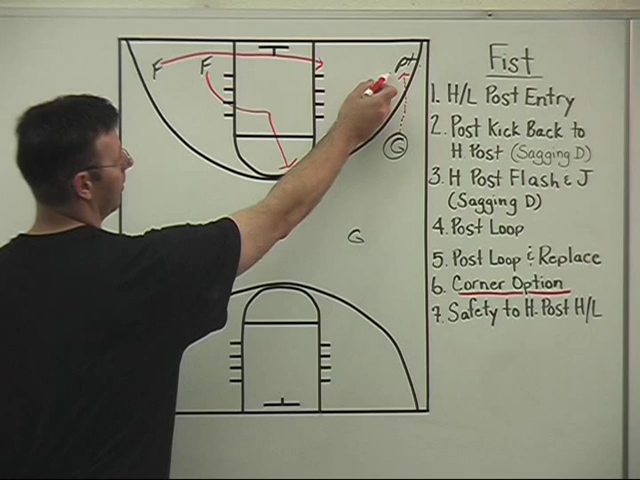 Fist
1. H/L Post Entry
2. Post Kick Back to
H Post (Sagging D)
3. H Post Flash & J
(Sagging D)
4. Post Loop
5. Post Loop & Replace
6. Corner Option
7. Safety to H. Post H/L
F
F
G
G